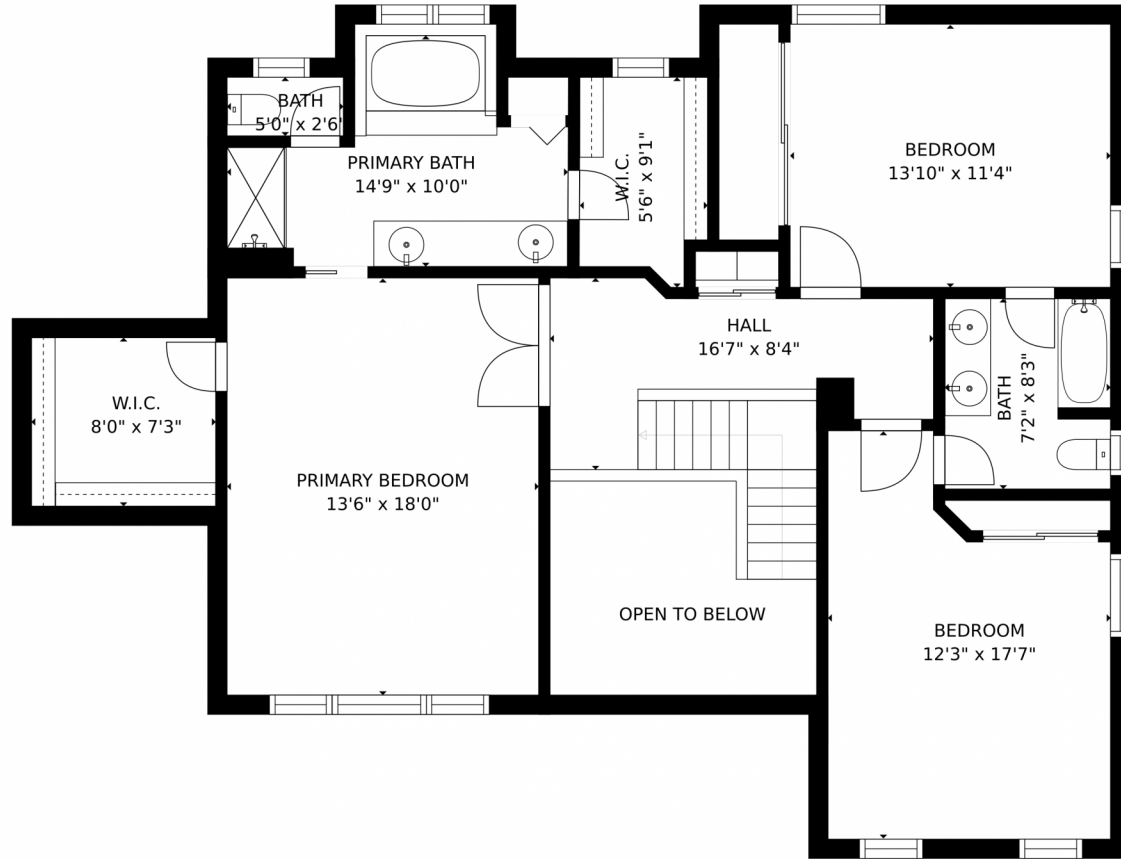 BATH
5'0" x 2'6"
PRIMARY BATH
14'9" x 10'0"
W.I.C.
5'6" x 9'1"
BEDROOM
13'10" x 11'4"
HALL
16'7" x 8'4"
BATH
7'2" x 8'3"
W.I.C.
8'0" x 7'3"
PRIMARY BEDROOM
13'6" x 18'0"
OPEN TO BELOW
BEDROOM
12'3" x 17'7"